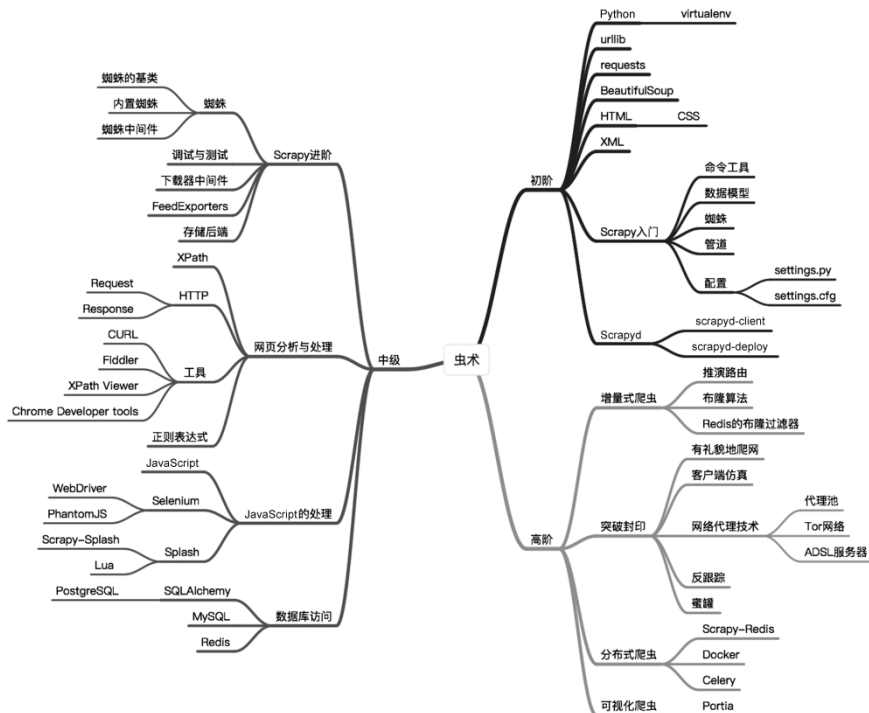 虫术
初阶
Python
virtualenv
urllib
requests
BeautifulSoup
HTML
CSS
XML
Scrapy入门
命令工具
数据模型
蜘蛛
管道
配置
settings.py
settings.cfg
Scrapyd
scrapyd-client
scrapyd-deploy
中级
Scrapy进阶
蜘蛛
蜘蛛的基类
内置蜘蛛
蜘蛛中间件
调试与测试
下载器中间件
FeedExporters
存储后端
网页分析与处理
XPath
HTTP
Request
Response
工具
CURL
Fiddler
XPath Viewer
Chrome Developer tools
正则表达式
JavaScript的处理
JavaScript
Selenium
WebDriver
PhantomJS
Splash
Scrapy-Splash
Lua
数据库访问
SQLAlchemy
PostgreSQL
MySQL
Redis
高阶
增量式爬虫
推演路由
布隆算法
Redis的布隆过滤器
突破封印
有礼貌地爬网
客户端仿真
网络代理技术
代理池
Tor网络
ADSL服务器
反跟踪
蜜罐
分布式爬虫
Scrapy-Redis
Docker
Celery
可视化爬虫
Portia